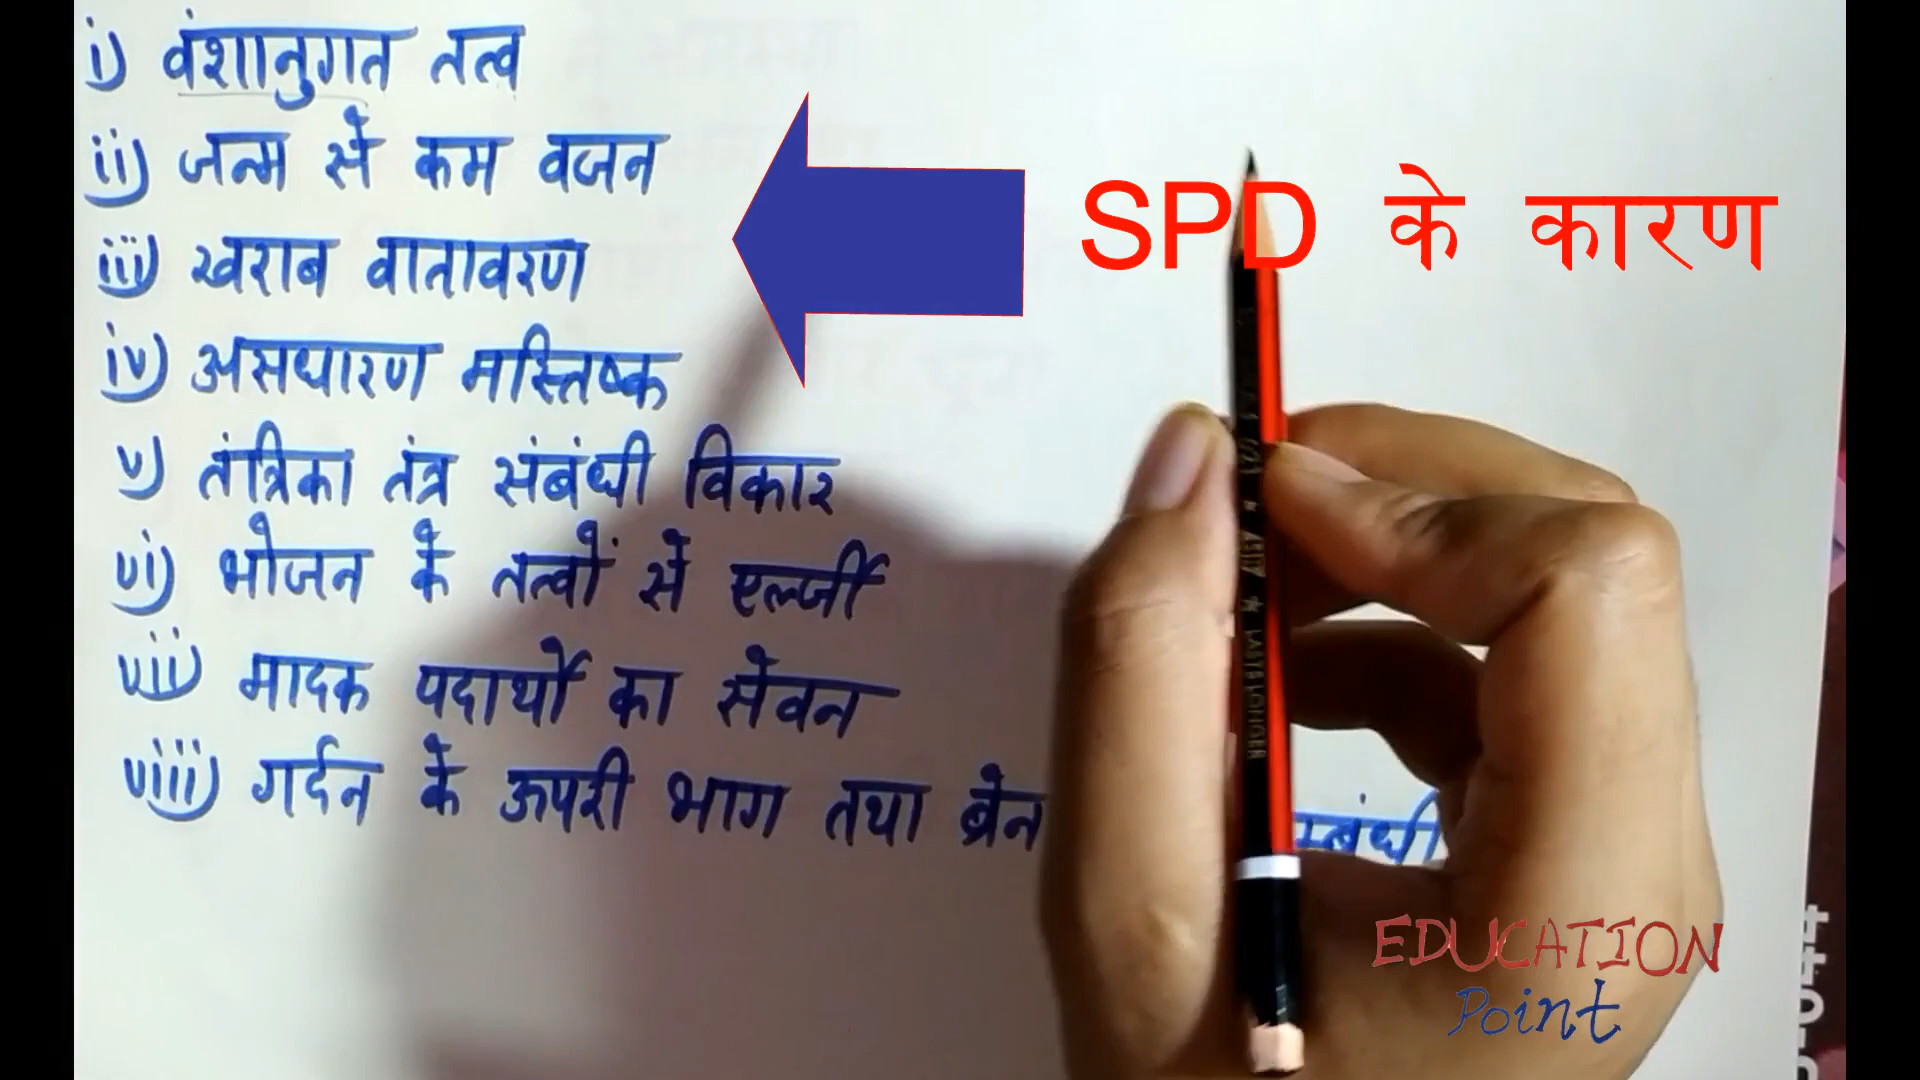 i) वंशानुगत तत्व
ii) जन्म से कम वजन
iii) खराब वातावरण
iv) असधारण मस्तिष्क
v) तंत्रिका तंत्र संबंधी विकार
vi) भोजन के तत्वों से एल्र्जी
vii) मादक पदार्थो का सेवन
viii) गर्दन के ऊपरी भाग तथा ब्रेन म्बंधी
SPD के कारण
EDUCATION
Point